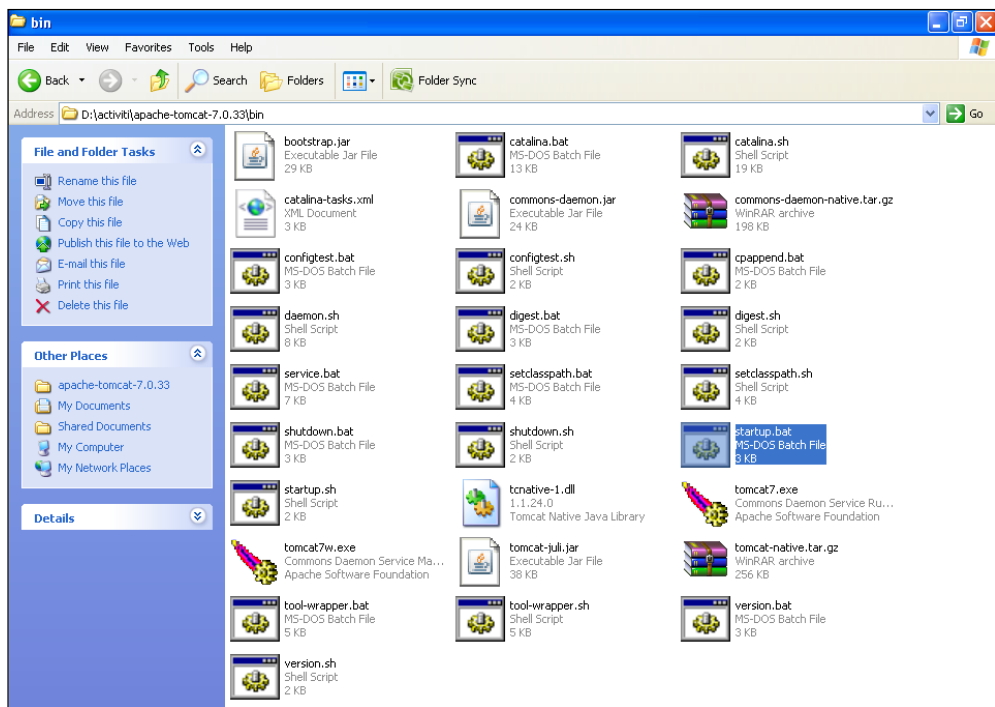 bin
File Edit View Favorites Tools Help
Back Search Folders Folder Sync
Address D:\activiti\apache-tomcat-7.0.33\bin Go
File and Folder Tasks
Rename this file
Move this file
Copy this file
Publish this file to the Web
E-mail this file
Print this file
Delete this file
Other Places
apache-tomcat-7.0.33
My Documents
Shared Documents
My Computer
My Network Places
Details
bootstrap.jar
Executable Jar File
29 KB
catalina.bat
MS-DOS Batch File
13 KB
catalina.sh
Shell Script
19 KB
catalina-tasks.xml
XML Document
3 KB
commons-daemon.jar
Executable Jar File
24 KB
commons-daemon-native.tar.gz
WinRAR archive
198 KB
configtest.bat
MS-DOS Batch File
3 KB
configtest.sh
Shell Script
2 KB
cpappend.bat
MS-DOS Batch File
2 KB
daemon.sh
Shell Script
8 KB
digest.bat
MS-DOS Batch File
3 KB
digest.sh
Shell Script
2 KB
service.bat
MS-DOS Batch File
7 KB
setclasspath.bat
MS-DOS Batch File
4 KB
setclasspath.sh
Shell Script
4 KB
shutdown.bat
MS-DOS Batch File
3 KB
shutdown.sh
Shell Script
2 KB
startup.bat
MS-DOS Batch File
3 KB
startup.sh
Shell Script
2 KB
tcnative-1.dll
1.1.24.0
Tomcat Native Java Library
tomcat7.exe
Commons Daemon Service Ru...
Apache Software Foundation
tomcat7w.exe
Commons Daemon Service Ma...
Apache Software Foundation
tomcat-juli.jar
Executable Jar File
38 KB
tomcat-native.tar.gz
WinRAR archive
256 KB
tool-wrapper.bat
MS-DOS Batch File
5 KB
tool-wrapper.sh
Shell Script
5 KB
version.bat
MS-DOS Batch File
3 KB
version.sh
Shell Script
2 KB